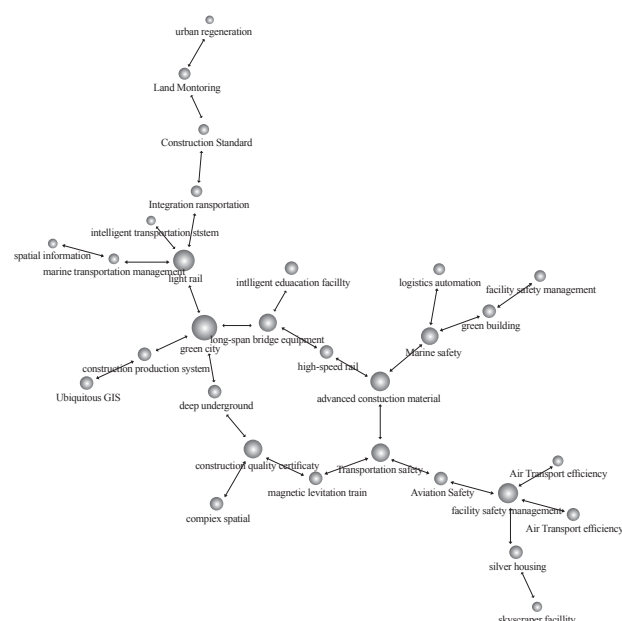 urban regeneration
Land Montoring
Construction Standard
Integration ransportation
intelligent transportation ststem
spatial information
marine transportation management
light rail
intlligent eduacation facillty
logistics automation
facility safety management
green building
long-span bridge equipment
green city
Marine safety
construction production system
high-speed rail
Ubiquitous GIS
advanced constuction material
deep underground
construction quality certificaty
Transportation safety
Air Transport efficiency
magnetic levitation train
Aviation Safety
facility safety management
compiex spatial
Air Transport efficiency
silver housing
skyscraper facillity